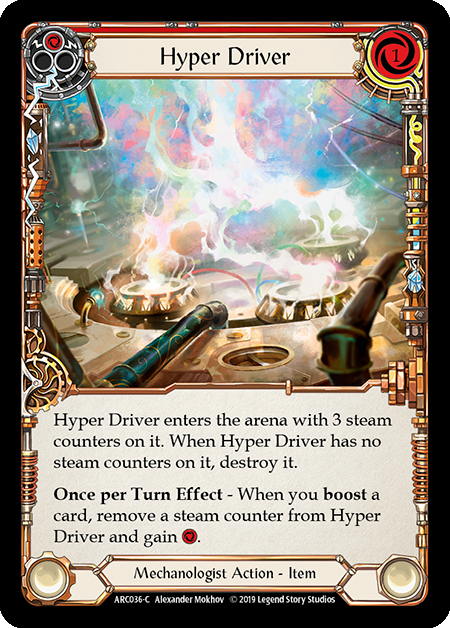 Hyper Driver
1
Hyper Driver enters the arena with 3 steam
counters on it. When Hyper Driver has no
steam counters on it, destroy it.
Once per Turn Effect - When you boost a
card, remove a steam counter from Hyper
Driver and gain .
Mechanologist Action - Item
ARC036-C Alexander Mokhov © 2019 Legend Story Studios